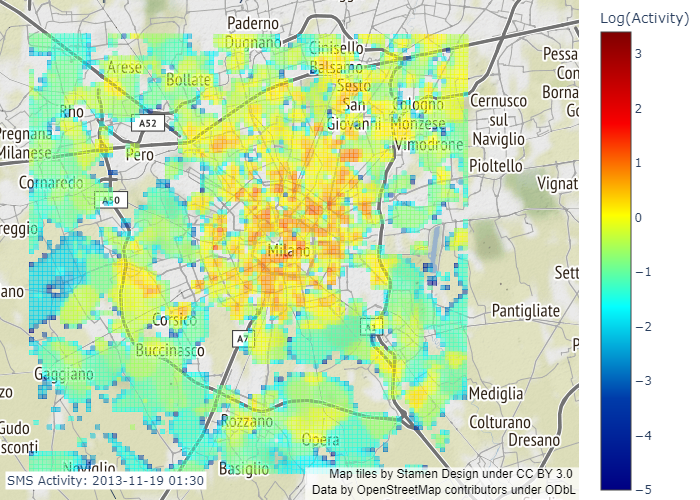 Paderno
Dugnano
Cinisello
Balsamo
Arese
Bollate
Sesto
San
Giovanni
Cologno
Monzese
Vimodrone
Rho
A52
Pero
Pregnana
Milanese
Cornaredo
A50
Cernusco
sul
Naviglio
Pioltello
Vignat
Pessa
Con
Borna
Go
reggio
Milano
ano
Corsico
A7
A1
Buccinasco
Gaggiano
Sett
Pantigliate
P
zo
Gudo
sconti
Rozzano
Opera
Mediglia
Colturano
Dresano
Noviglio
Basiglio
SMS Activity: 2013-11-19 01:30
Map tiles by Stamen Design under CC BY 3.0
Data by OpenStreetMap contributors under ODbL
Log(Activity)
3
2
1
0
−1
−2
−3
−4
−5